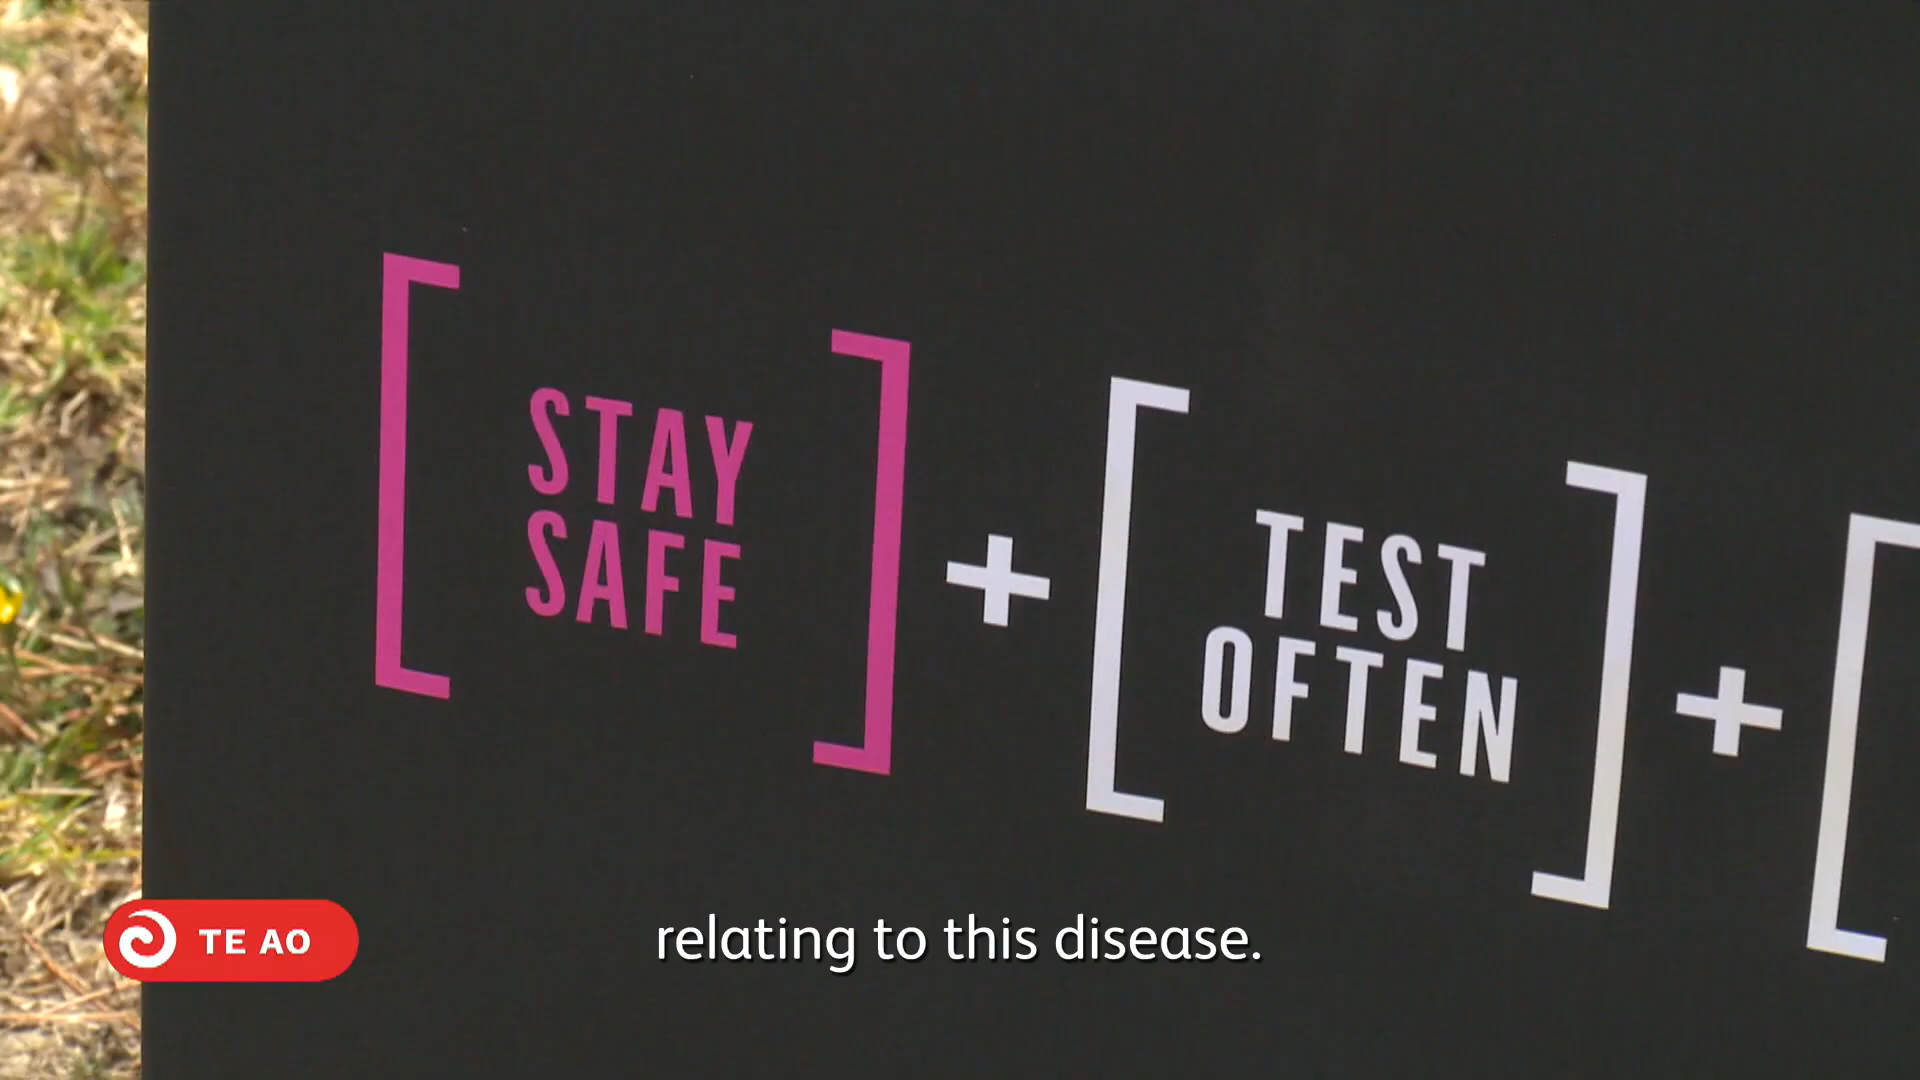 STAY
SAFE
+
TEST
OFTEN
+
TE AO
relating to this disease.